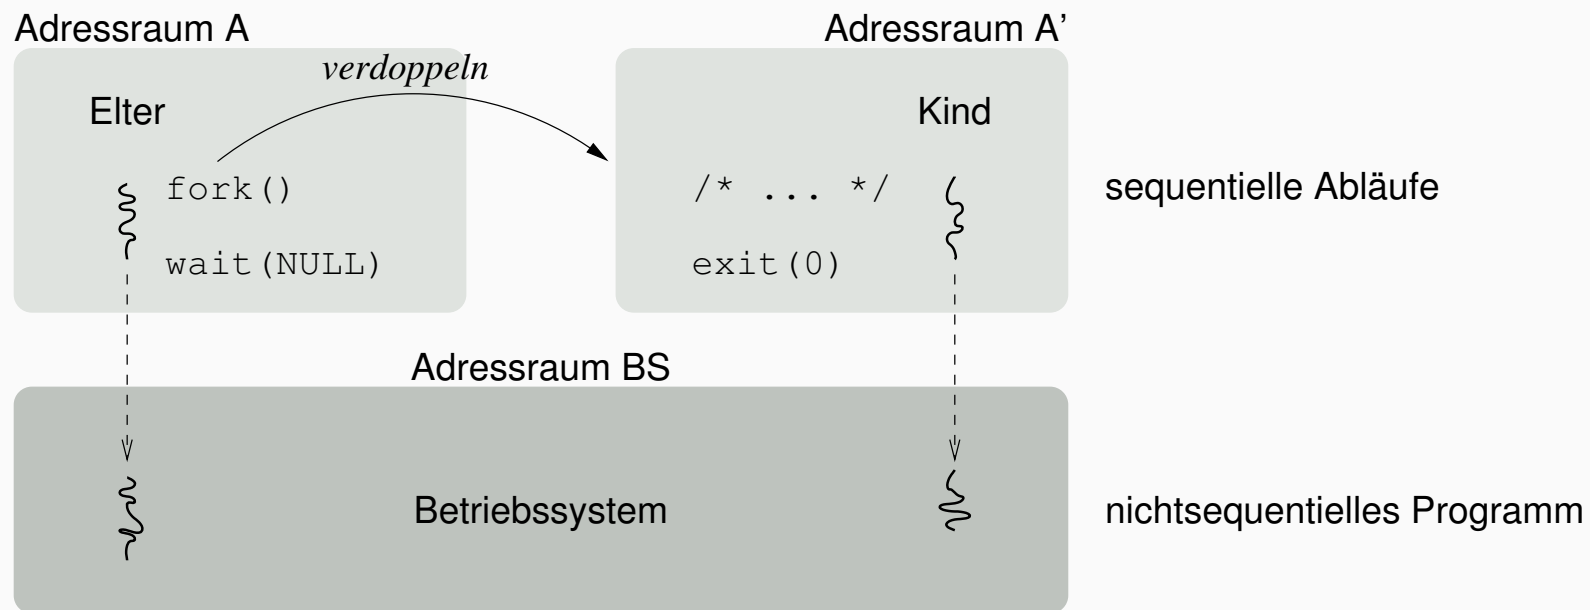 Adressraum A
Adressraum A'
verdoppeln
Elter
Kind
fork()
/* ... */
sequentielle Abläufe
wait(NULL)
exit(0)
Adressraum BS
Betriebssystem
nichtsequentielles Programm